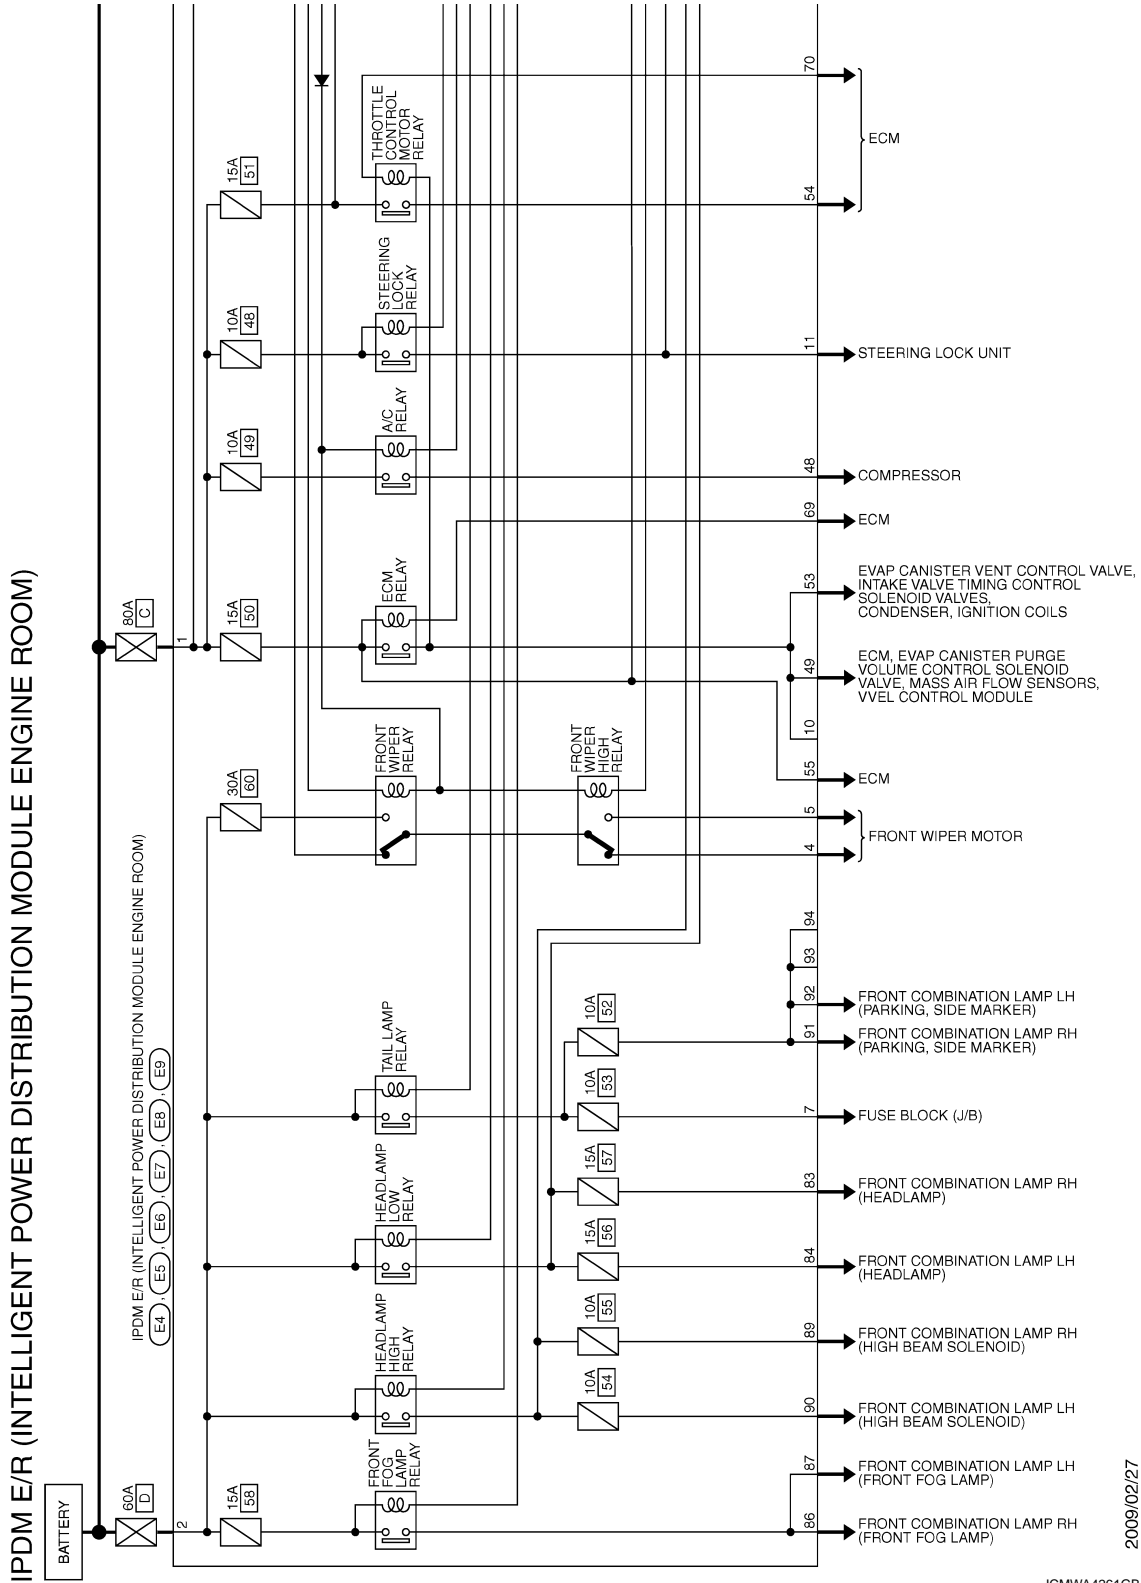 IPDM E/R (INTELLIGENT POWER DISTRIBUTION MODULE ENGINE ROOM)
BATTERY
80A
C
60A
D
1
2
IPDM E/R (INTELLIGENT POWER DISTRIBUTION MODULE ENGINE ROOM)
E4 , E5 , E6 , E7 , E8 , E9
15A
51
10A
48
10A
49
15A
50
30A
60
15A
58
THROTTLE
CONTROL
MOTOR
RELAY
STEERING
LOCK
RELAY
A/C
RELAY
ECM
RELAY
FRONT
WIPER
RELAY
FRONT
WIPER
HIGH
RELAY
TAIL LAMP
RELAY
HEADLAMP
LOW
RELAY
HEADLAMP
HIGH
RELAY
FRONT
FOG
LAMP
RELAY
10A
52
10A
53
15A
57
15A
56
10A
55
10A
54
70
54
ECM
11
STEERING LOCK UNIT
48
COMPRESSOR
69
ECM
53
EVAP CANISTER VENT CONTROL VALVE,
INTAKE VALVE TIMING CONTROL
SOLENOID VALVES,
CONDENSER, IGNITION COILS
49
ECM, EVAP CANISTER PURGE
VOLUME CONTROL SOLENOID
VALVE, MASS AIR FLOW SENSORS,
VVEL CONTROL MODULE
10
55
ECM
5
4
FRONT WIPER MOTOR
94
93
92
FRONT COMBINATION LAMP LH
(PARKING, SIDE MARKER)
91
FRONT COMBINATION LAMP RH
(PARKING, SIDE MARKER)
7
FUSE BLOCK (J/B)
83
FRONT COMBINATION LAMP RH
(HEADLAMP)
84
FRONT COMBINATION LAMP LH
(HEADLAMP)
89
FRONT COMBINATION LAMP RH
(HIGH BEAM SOLENOID)
90
FRONT COMBINATION LAMP LH
(HIGH BEAM SOLENOID)
87
FRONT COMBINATION LAMP LH
(FRONT FOG LAMP)
86
FRONT COMBINATION LAMP RH
(FRONT FOG LAMP)
2009/02/27